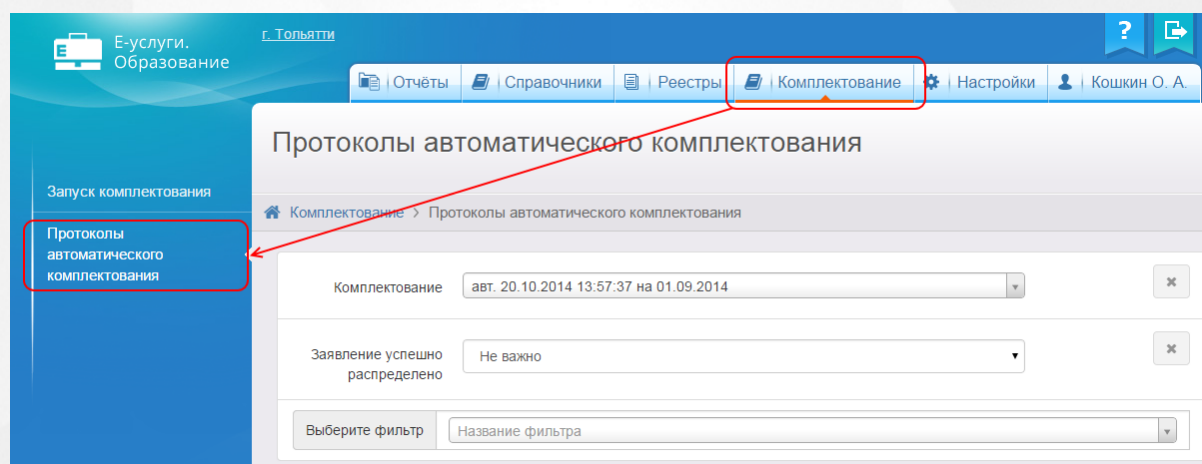 Е-услуги.
Образование
г. Тольятти
?
Отчёты
Справочники
Реестры
Комплектование
Настройки
Кошкин О. А.
Протоколы автоматического комплектования
Запуск комплектования
Протоколы
автоматического
комплектования
Комплектование > Протоколы автоматического комплектования
Комплектование
авт. 20.10.2014 13:57:37 на 01.09.2014
Заявление успешно
распределено
Не важно
Выберите фильтр
Название фильтра